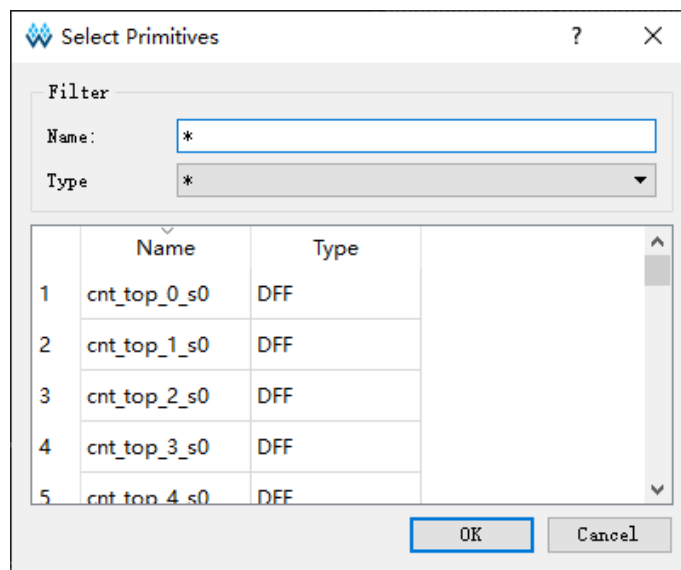 Select Primitives ?
Filter
Name: *
Type *
Name Type
1 cnt_top_0_s0 DFF
2 cnt_top_1_s0 DFF
3 cnt_top_2_s0 DFF
4 cnt_top_3_s0 DFF
5 cnt_top_4_s0 DFF
OK Cancel